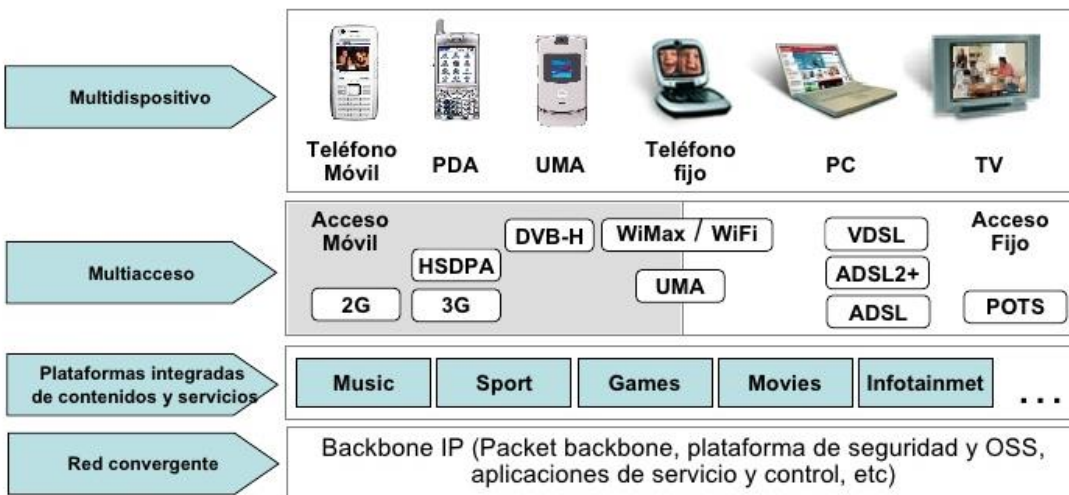 Multidispositivo
Teléfono
Móvil
PDA
UMA
Teléfono
fijo
PC
TV
Multiacceso
Acceso
Móvil
DVB-H
WiMax / WiFi
VDSL
Acceso
Fijo
HSDPA
UMA
ADSL2+
2G
3G
ADSL
POTS
Plataformas integradas
de contenidos y servicios
Music
Sport
Games
Movies
Infotainmet
...
Red convergente
Backbone IP (Packet backbone, plataforma de seguridad y OSS,
aplicaciones de servicio y control, etc)